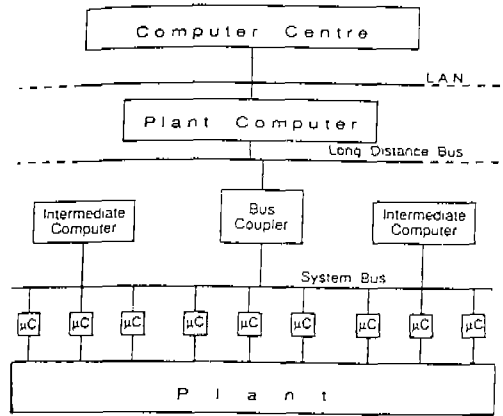 Computer Centre
LAN
Plant Computer
Long Distance Bus
Intermediate
Computer
Bus
Coupler
Intermediate
Computer
System Bus
µC µC µC µC µC µC µC µC µC
Plant